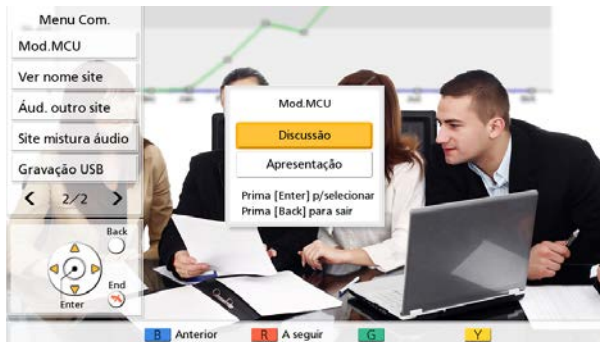 Menu Com.
Mod.MCU
Ver nome site
Áud. outro site
Site mistura áudio
Gravação USB
2/2
Back
End
Enter
Mod.MCU
Discussão
Apresentação
Prima [Enter] p/selecionar
Prima [Back] para sair
B Anterior R A seguir G Y